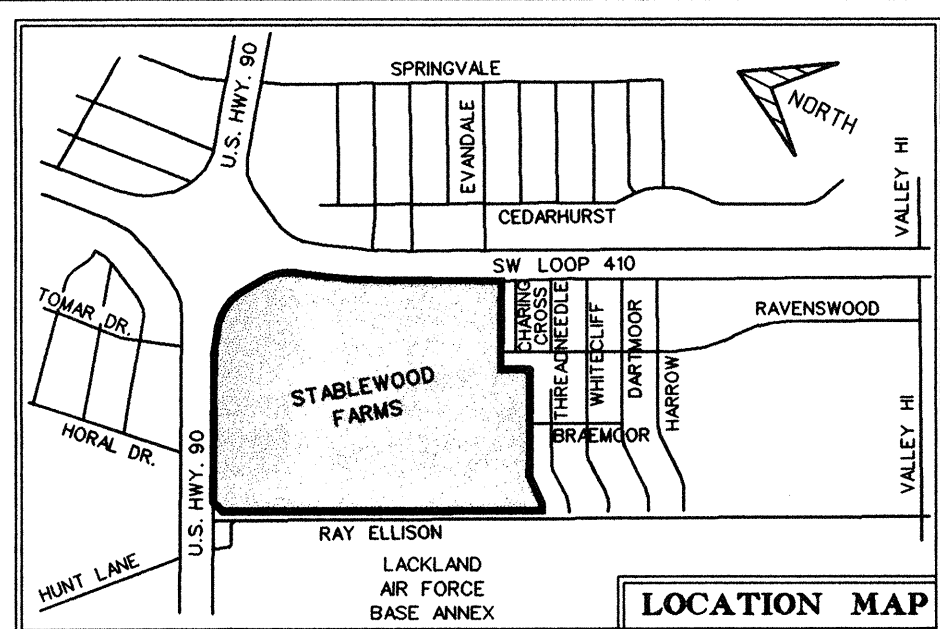 SPRINGVALE
U.S. HWY. 90
EVANDALE
NORTH
VALLEY HI
CEDARHURST
SW LOOP 410
TOMAR DR.
CHARING
CROSS
THREADNEEDLE
WHITECLIFF
DARTMOOR
HARROW
RAVENSWOOD
STABLEWOOD
FARMS
BRAEMOOR
HORAL DR.
U.S. HWY. 90
VALLEY HI
RAY ELLISON
HUNT LANE
LACKLAND
AIR FORCE
BASE ANNEX
LOCATION MAP